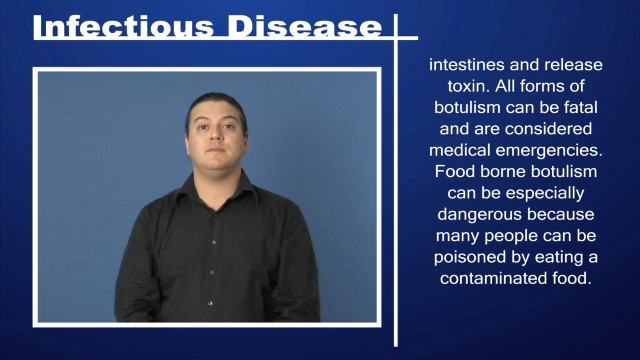 Infectious Disease
intestines and release
toxin. All forms of
botulism can be fatal
and are considered
medical emergencies.
Food borne botulism
can be especially
dangerous because
many people can be
poisoned by eating a
contaminated food.